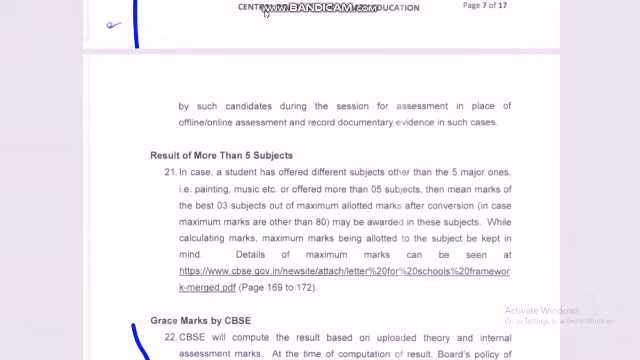 CENTR
WWW.BANDICAM.COM
EDUCATION
Page 7 of 17
by such candidates during the session for assessment in place of
offline/online assessment and record documentary evidence in such cases.
Result of More Than 5 Subjects
21. In case, a student has offered different subjects other than the 5 major ones,
i.e. painting, music etc. or offered more than 05 subjects, then mean marks of
the best 03 subjects out of maximum allotted marks after conversion (in case
maximum marks are other than 80) may be awarded in these subjects. While
calculating marks, maximum marks being allotted to the subject be kept in
mind. Details of maximum marks can be seen at
https://www.cbse.gov.in/newsite/attach/letter%20for%20schools%20framewor
k-merged.pdf (Page 169 to 172).
Grace Marks by CBSE
22. CBSE will compute the result based on uploaded theory and internal
assessment marks. At the time of computation of result, Board's policy of
Activate Windows
Go to Settings to activate Windows.